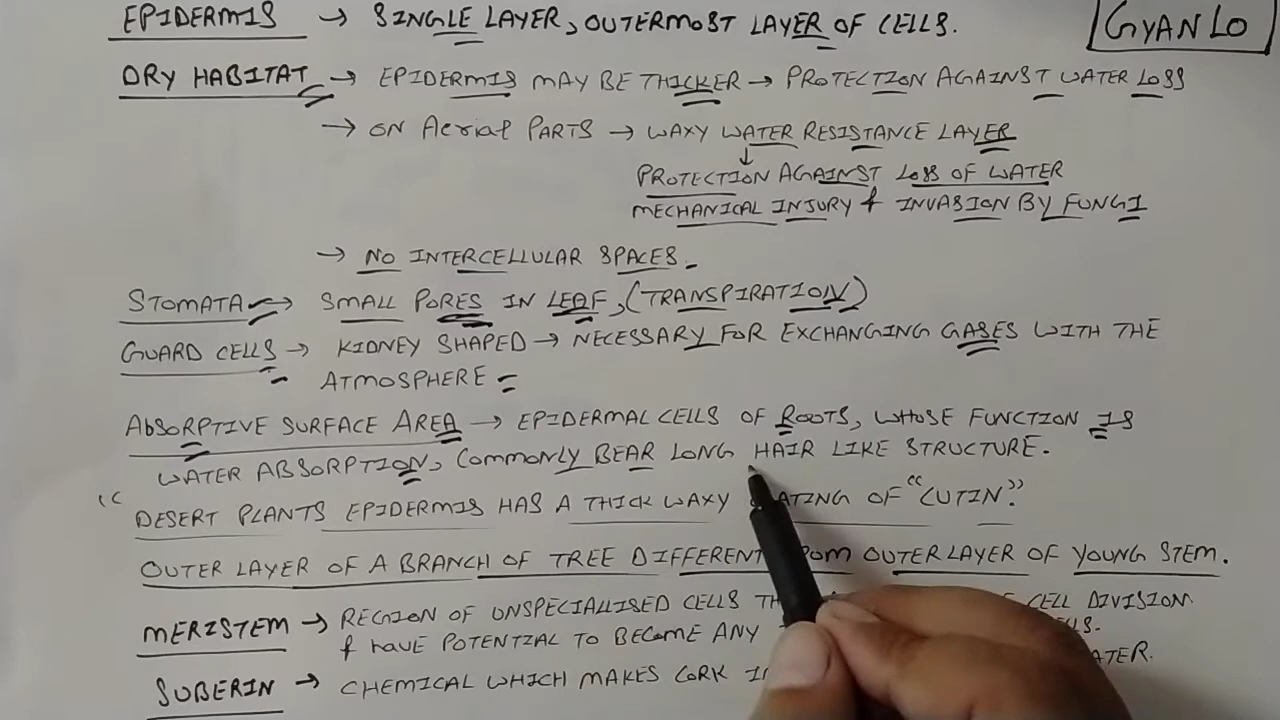 EPIDERMIS → SINGLE LAYER, OUTERMOST LAYER OF CELLS.
GYANLO
DRY HABITAT → EPIDERMIS MAY BE THICKER → PROTECTION AGAINST WATER LOSS
→ ON AERIAL PARTS → WAXY WATER RESISTANCE LAYER
↓
PROTECTION AGAINST LOSS OF WATER
MECHANICAL INJURY & INVASION BY FUNGI
→ NO INTERCELLULAR SPACES.
STOMATA → SMALL PORES IN LEAF, (TRANSPIRATION)
GUARD CELLS → KIDNEY SHAPED → NECESSARY FOR EXCHANGING GASES WITH THE
ATMOSPHERE
ABSORPTIVE SURFACE AREA → EPIDERMAL CELLS OF ROOTS, WHOSE FUNCTION IS
WATER ABSORPTION, COMMONLY BEAR LONG HAIR LIKE STRUCTURE.
DESERT PLANTS EPIDERMIS HAS A THICK WAXY OF "CUTIN".
OUTER LAYER OF A BRANCH OF TREE DIFFERENT OUTER LAYER OF YOUNG STEM.
MERISTEM → REGION OF UNSPECIALISED CELLS CELL DIVISION.
& HAVE POTENTIAL TO BECOME ANY
SUBERIN → CHEMICAL WHICH MAKES CORK